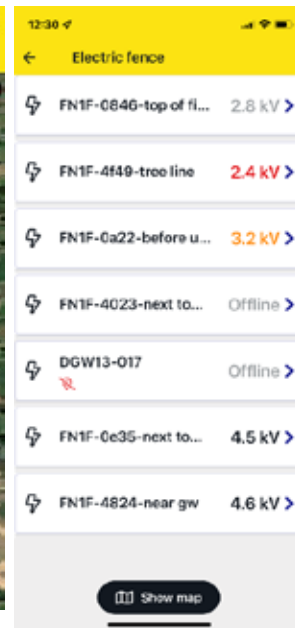 12:30
Electric fence
FN1F-0846-top of fi... 2.8 kV
FN1F-4f49-tree line 2.4 kV
FN1F-0a22-before u... 3.2 kV
FN1F-4023-next to... Offline
DGW13-017 Offline
FN1F-0e35-next to... 4.5 kV
FN1F-4824-near gw 4.6 kV
Show map